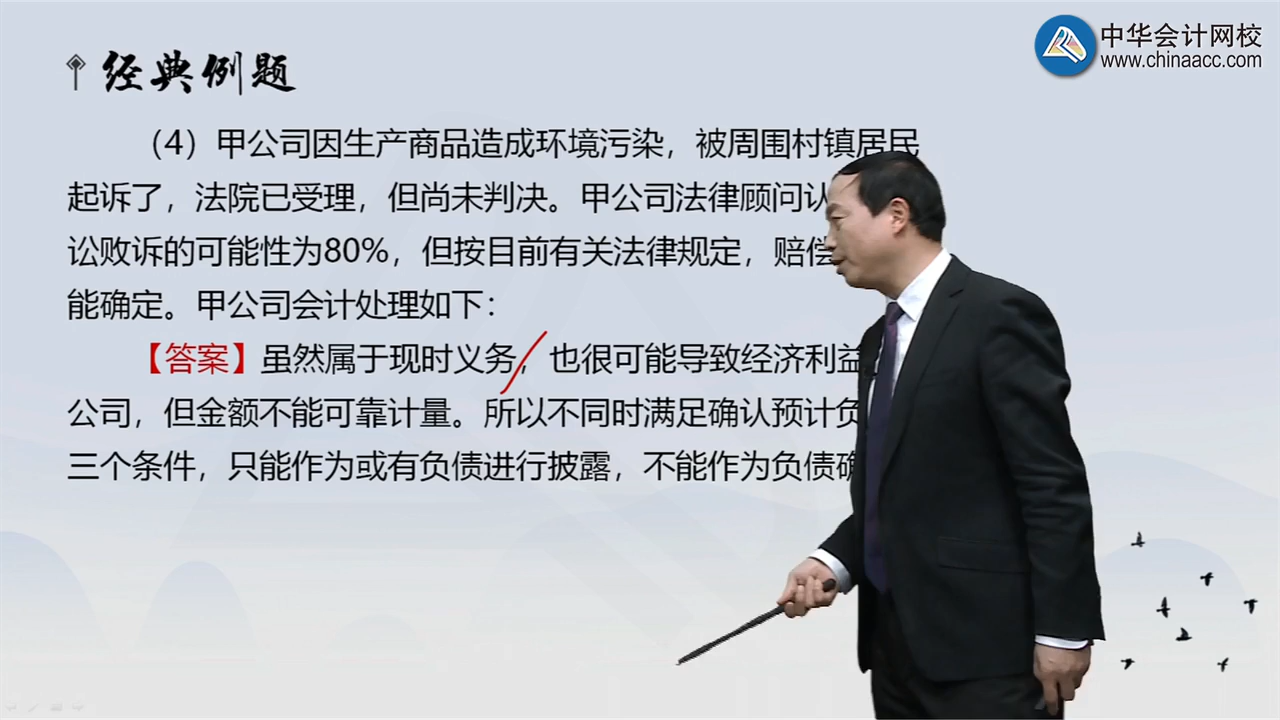 中华会计网校
www.chinaacc.com
经典例题
（4）甲公司因生产商品造成环境污染，被周围村镇居民
起诉了，法院已受理，但尚未判决。甲公司法律顾问认
讼败诉的可能性为80%，但按目前有关法律规定，赔偿
能确定。甲公司会计处理如下：
【答案】虽然属于现时义务，也很可能导致经济利益
公司，但金额不能可靠计量。所以不同时满足确认预计负
三个条件，只能作为或有负债进行披露，不能作为负债确